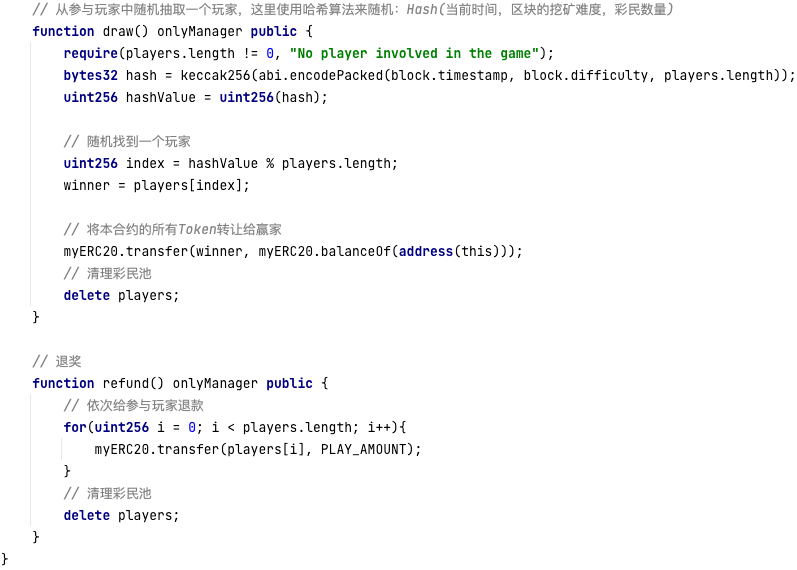 // 从参与玩家中随机抽取一个玩家，这里使用哈希算法来随机：Hash(当前时间，区块的挖矿难度，彩民数量)
function draw() onlyManager public {
require(players.length != 0, "No player involved in the game");
bytes32 hash = keccak256(abi.encodePacked(block.timestamp, block.difficulty, players.length));
uint256 hashValue = uint256(hash);
// 随机找到一个玩家
uint256 index = hashValue % players.length;
winner = players[index];
// 将本合约的所有Token转让给赢家
myERC20.transfer(winner, myERC20.balanceOf(address(this)));
// 清理彩民池
delete players;
}
// 退奖
function refund() onlyManager public {
// 依次给参与玩家退款
for(uint256 i = 0; i < players.length; i++){
myERC20.transfer(players[i], PLAY_AMOUNT);
}
// 清理彩民池
delete players;
}
}